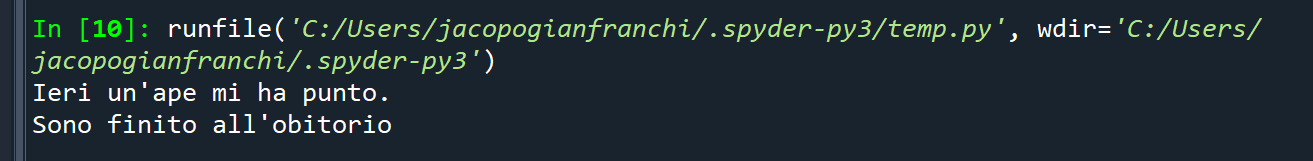 In [10]: runfile('C:/Users/jacopogianfranchi/.spyder-py3/temp.py', wdir='C:/Users/
jacopogianfranchi/.spyder-py3')
Ieri un'ape mi ha punto.
Sono finito all'obitorio